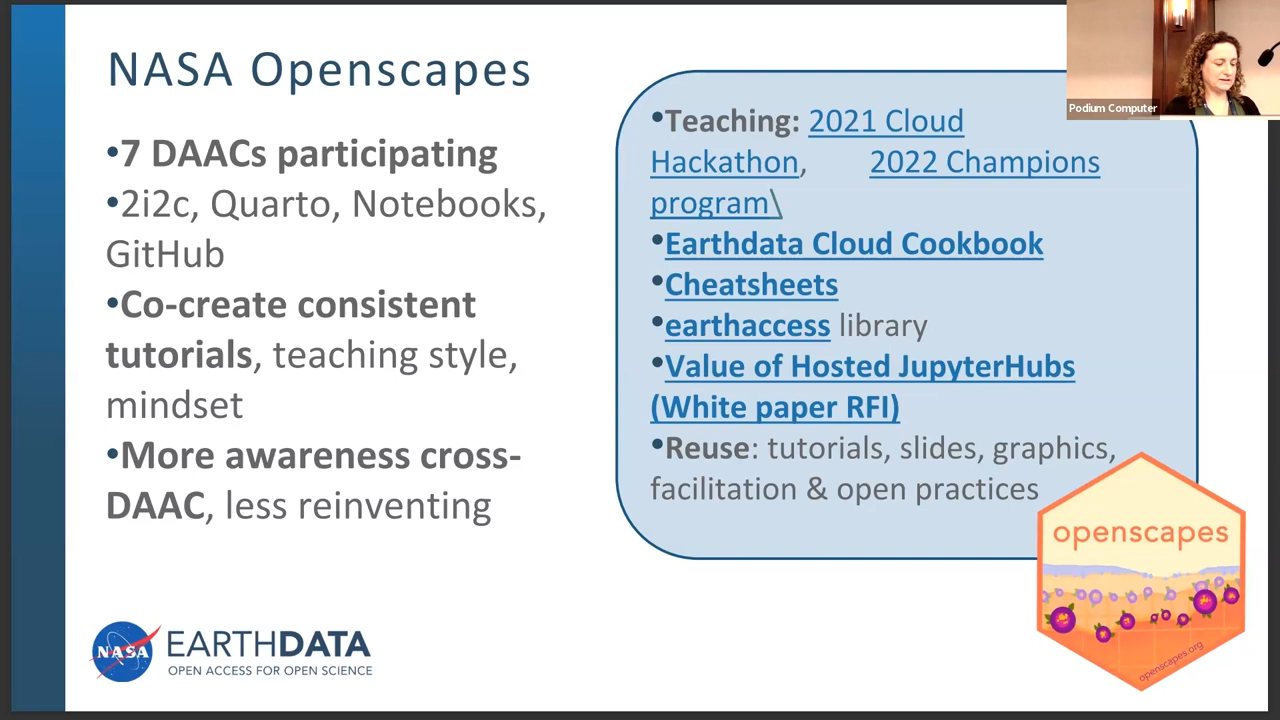 NASA Openscapes
•7 DAACs participating
•2i2c, Quarto, Notebooks,
GitHub
•Co-create consistent
tutorials, teaching style,
mindset
•More awareness cross-
DAAC, less reinventing
•Teaching: 2021 Cloud
Hackathon, 2022 Champions
program\
•Earthdata Cloud Cookbook
•Cheatsheets
•earthaccess library
•Value of Hosted JupyterHubs
(White paper RFI)
•Reuse: tutorials, slides, graphics,
facilitation & open practices
Podium Computer
openscapes
openscapes.org
NASA
EARTHDATA
OPEN ACCESS FOR OPEN SCIENCE